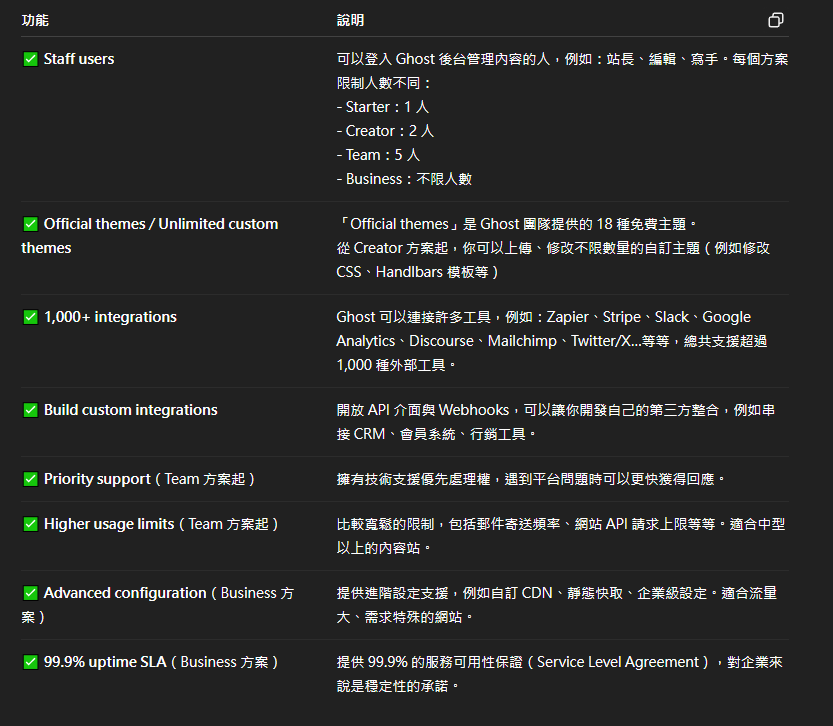 功能 說明
✅ Staff users
可以登入 Ghost 後台管理內容的人，例如：站長、編輯、寫手。每個方案
限制人數不同：
- Starter：1 人
- Creator：2 人
- Team：5 人
- Business：不限人數
✅ Official themes / Unlimited custom
themes
「Official themes」是 Ghost 團隊提供的 18 種免費主題。
從 Creator 方案起，你可以上傳、修改不限數量的自訂主題（例如修改
CSS、Handlbars 模板等）
✅ 1,000+ integrations
Ghost 可以連接許多工具，例如：Zapier、Stripe、Slack、Google
Analytics、Discourse、Mailchimp、Twitter/X...等等，總共支援超過
1,000 種外部工具。
✅ Build custom integrations
開放 API 介面與 Webhooks，可以讓你開發自己的第三方整合，例如串
接 CRM、會員系統、行銷工具。
✅ Priority support（Team 方案起）
擁有技術支援優先處理權，遇到平台問題時可以更快獲得回應。
✅ Higher usage limits（Team 方案起）
比較寬鬆的限制，包括郵件寄送頻率、網站 API 請求上限等等。適合中型
以上的內容站。
✅ Advanced configuration（Business 方
案）
提供進階設定支援，例如自訂 CDN、靜態快取、企業級設定。適合流量
大、需求特殊的網站。
✅ 99.9% uptime SLA（Business 方案）
提供 99.9% 的服務可用性保證（Service Level Agreement），對企業來
說是穩定性的承諾。